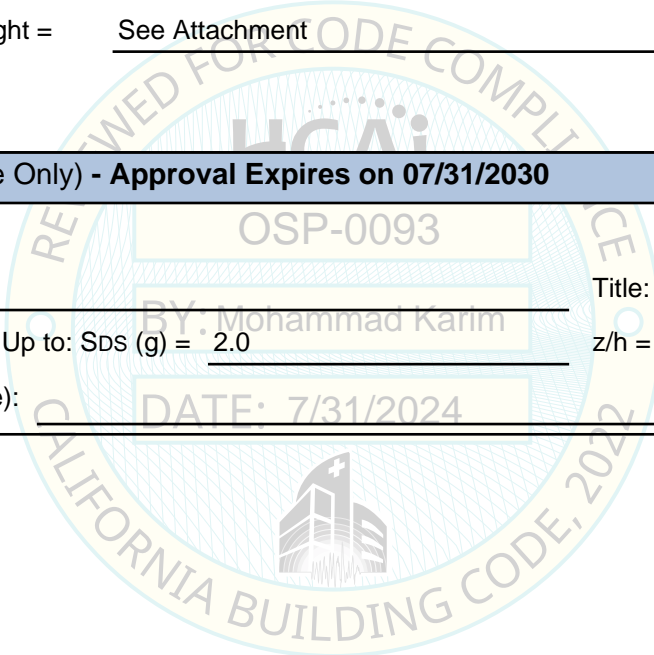 ght = See Attachment
REVIEWED FOR CODE COMPLIANCE
HCAi
e Only) - Approval Expires on 07/31/2030
OSP-0093
Title:
BY: Mohammad Karim
Up to: SDS (g) = 2.0 z/h =
e):
DATE: 7/31/2024
CALIFORNIA BUILDING CODE, 2022